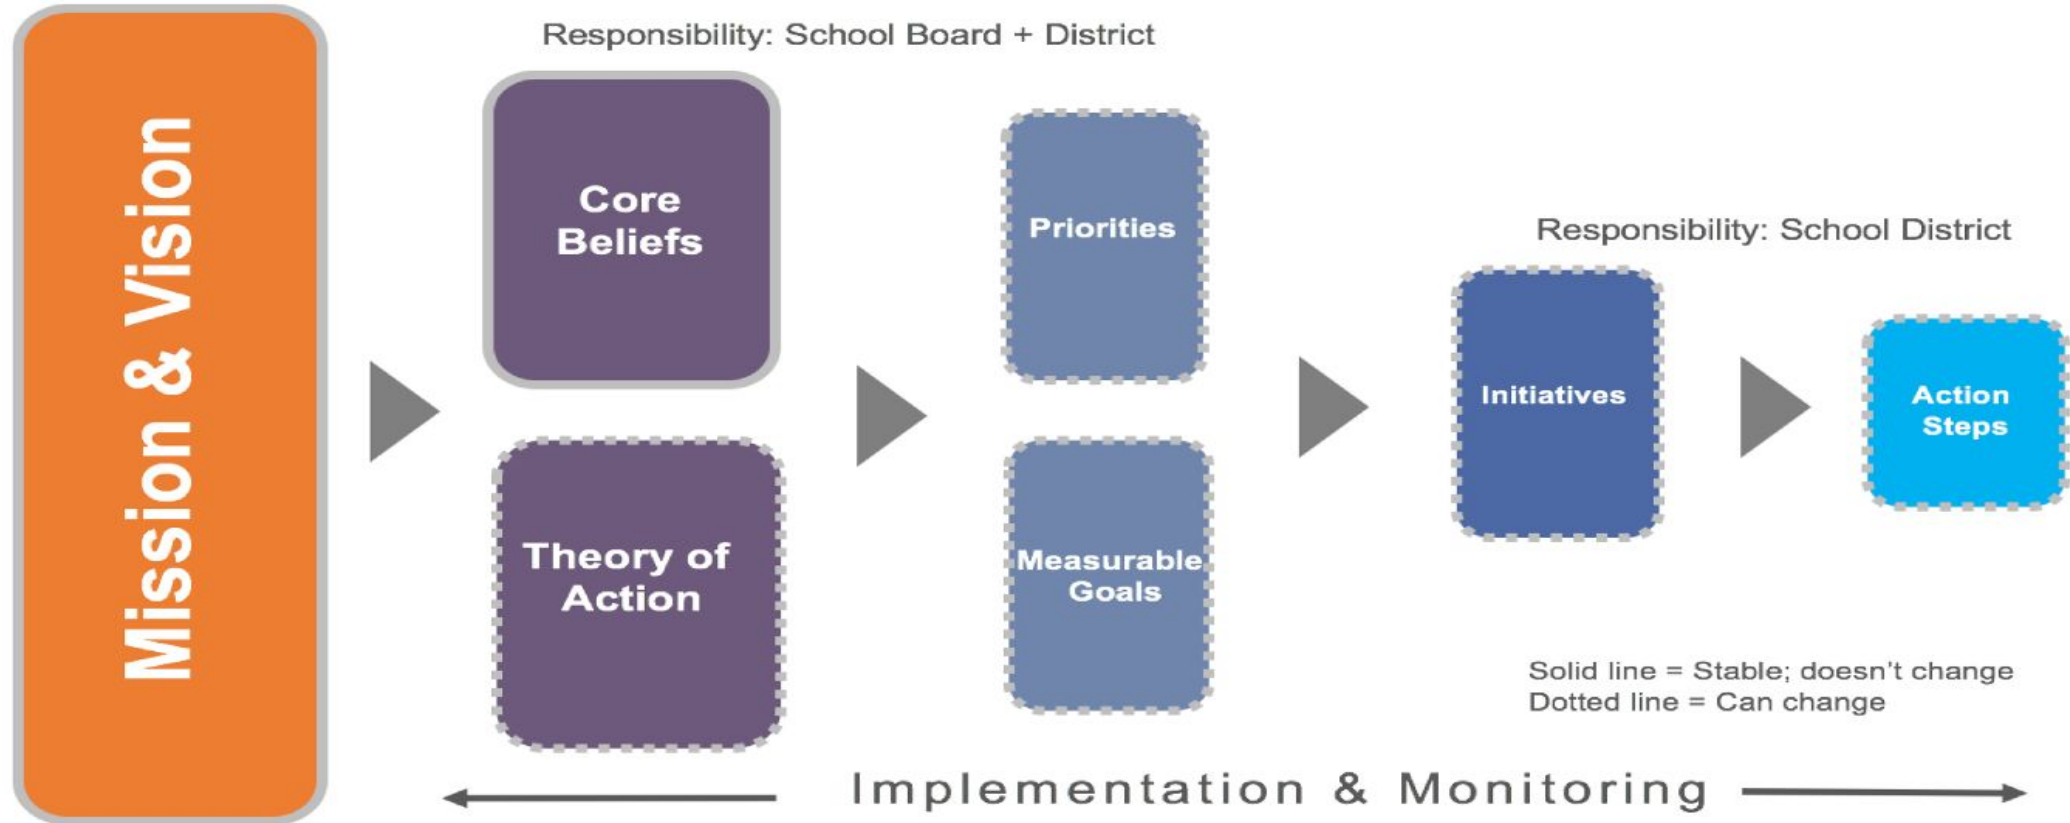 Mission & Vision
Responsibility: School Board + District
Core
Beliefs
Theory of
Action
Priorities
Measurable
Goals
Responsibility: School District
Initiatives
Action
Steps
Solid line = Stable; doesn't change
Dotted line = Can change
Implementation & Monitoring